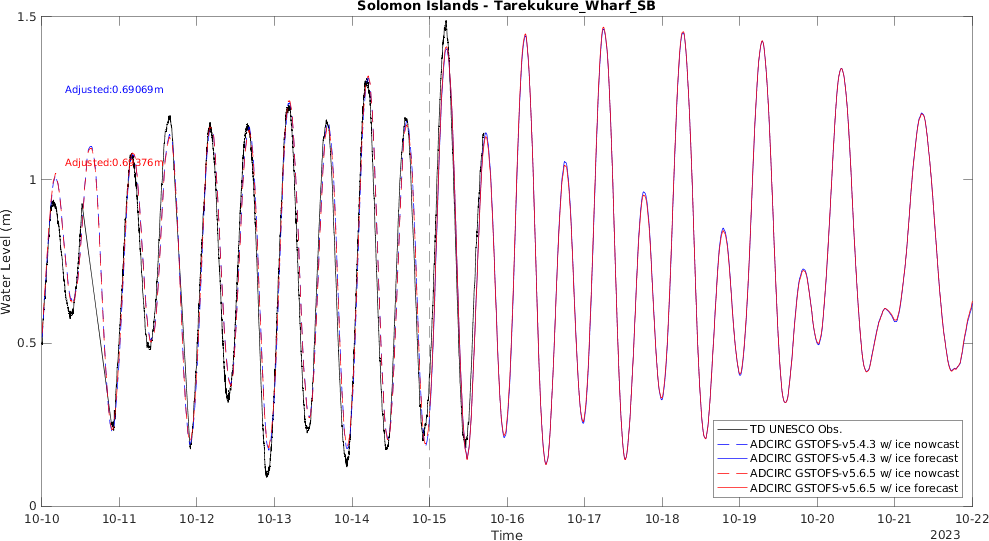 Solomon Islands - Tarekukure_Wharf_SB
1.5
1
0.5
0
Water Level (m)
Adjusted:0.69069m
10-10 10-11 10-12 10-13 10-14 10-15 10-16 10-17 10-18 10-19 10-20 10-21 10-22
Time
2023
TD UNESCO Obs.
ADCIRC GSTOFS-v5.4.3 w/ ice nowcast
ADCIRC GSTOFS-v5.4.3 w/ ice forecast
ADCIRC GSTOFS-v5.6.5 w/ ice nowcast
ADCIRC GSTOFS-v5.6.5 w/ ice forecast